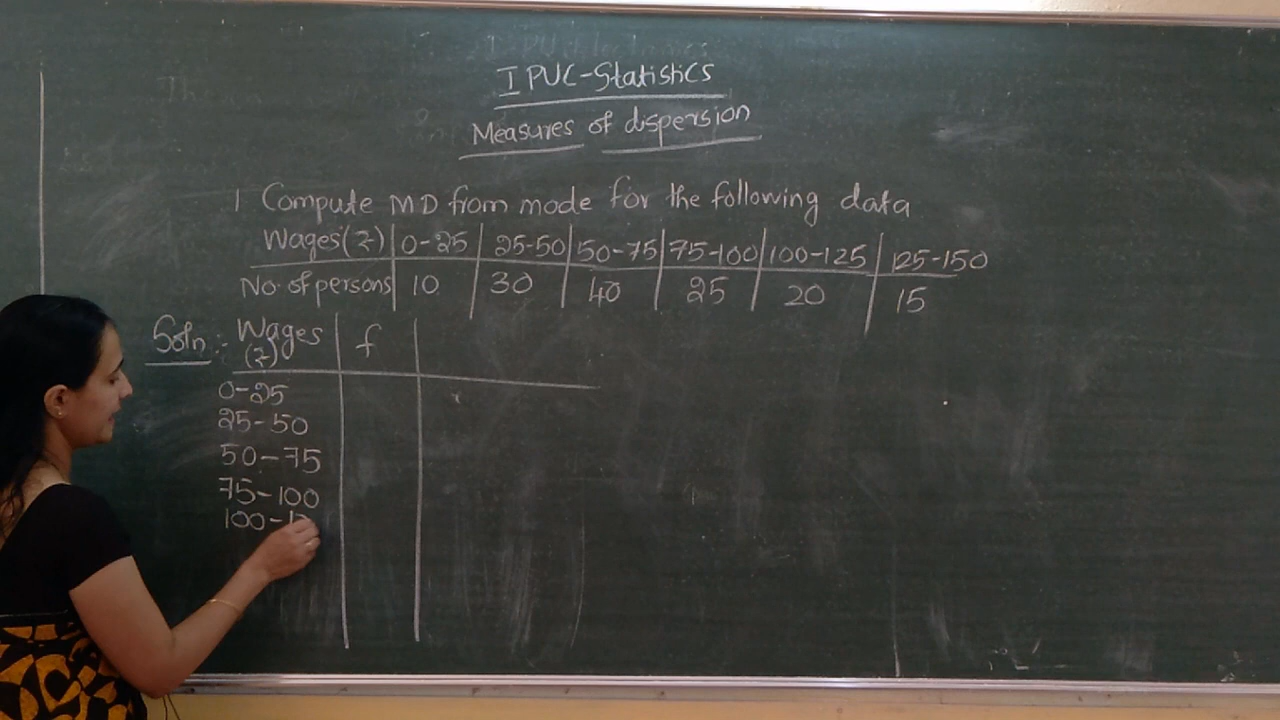 I PUC-Statistics
Measures of dispersion
1 Compute MD from mode for the following data
Wages(₹) 0-25 25-50 50-75 75-100 100-125 125-150
No. of persons 10 30 40 25 20 15
Soln:- Wages (₹) f
0-25
25-50
50-75
75-100
100-12